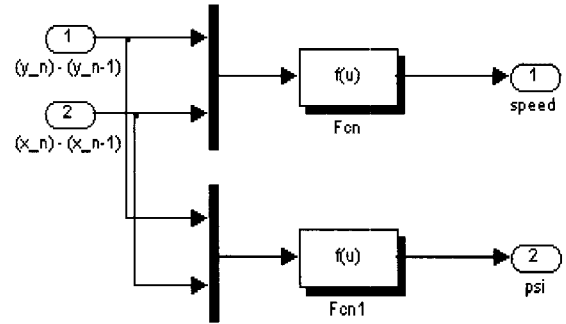 1
(y_n) - (y_n-1)
2
(x_n) - (x_n-1)
f(u)
Fcn
1
speed
f(u)
Fcn1
2
psi